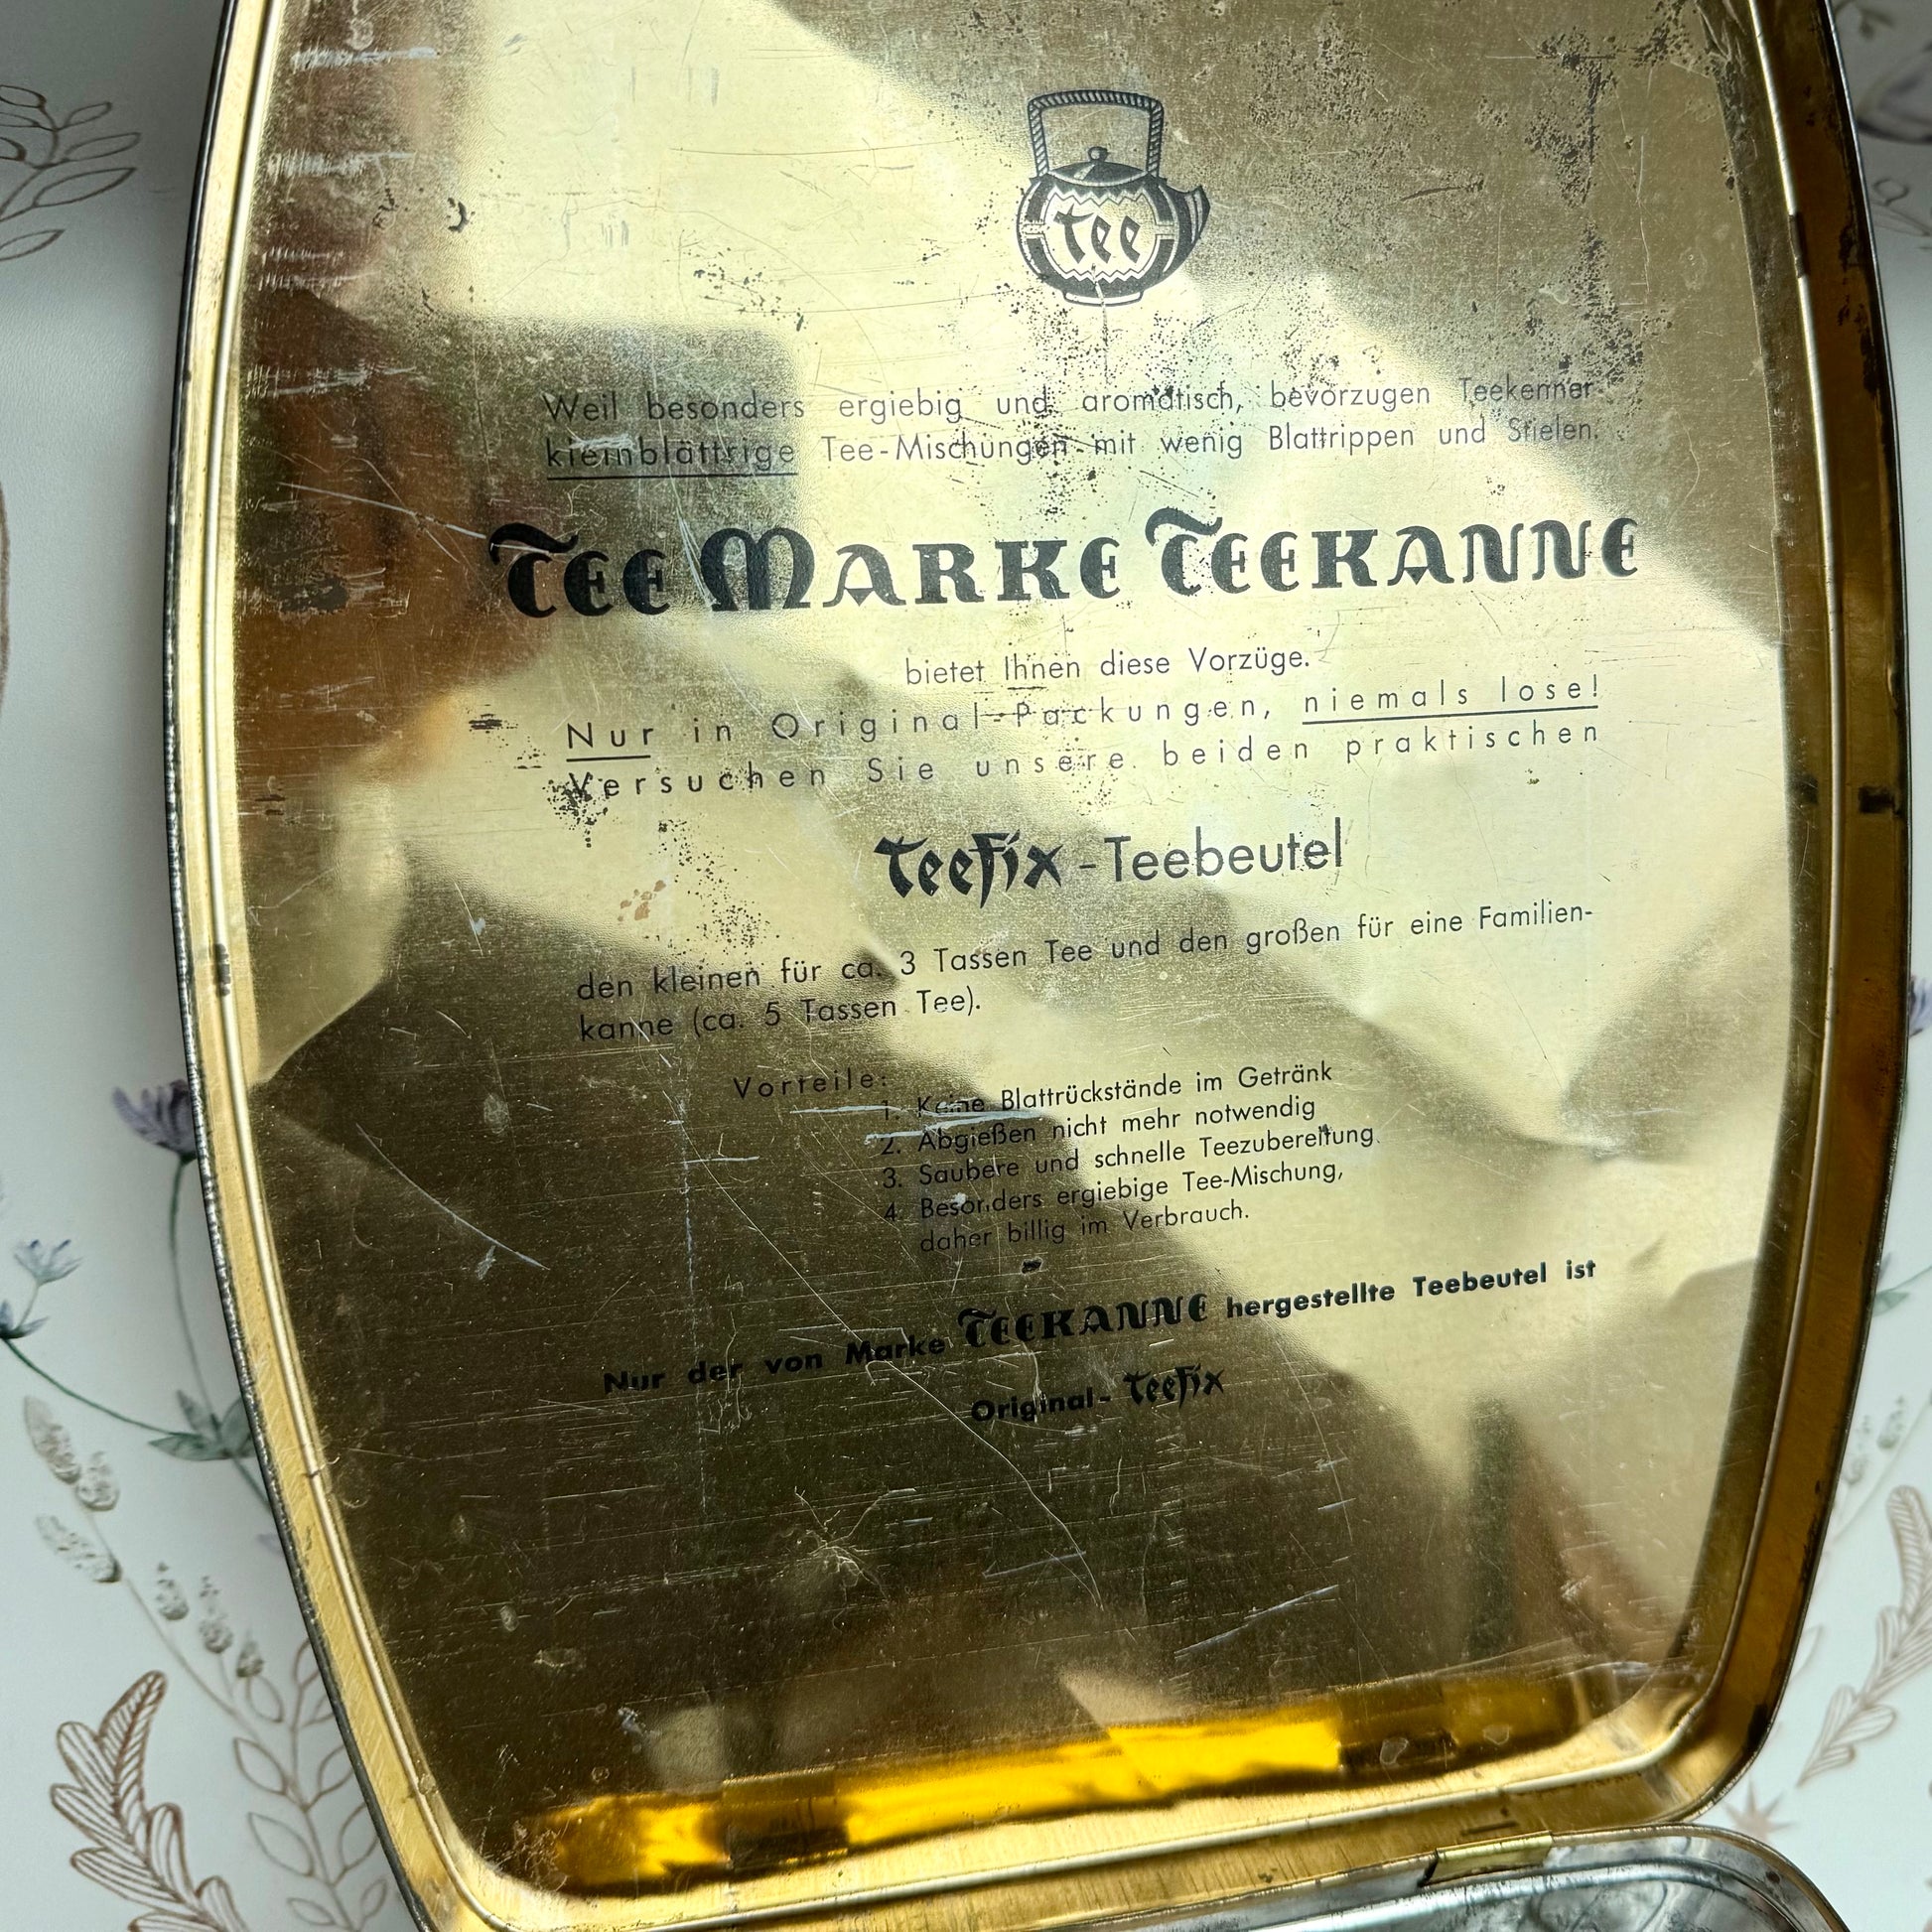 tee
Weil besonders ergiebig und aromatisch, bevorzugen Teekenner
kleinblättrige Tee-Mischungen mit wenig Blattrippen und Stielen.
TEE MARKE TEEKANNE
bietet Ihnen diese Vorzüge.
Nur in Original-Packungen, niemals lose!
Versuchen Sie unsere beiden praktischen
Teefix-Teebeutel
den kleinen für ca. 3 Tassen Tee und den großen für eine Familien-
kanne (ca. 5 Tassen Tee).
Vorteile:
1. Keine Blattrückstände im Getränk
2. Abgießen nicht mehr notwendig
3. Saubere und schnelle Teezubereitung
4. Besonders ergiebige Tee-Mischung,
daher billig im Verbrauch.
Nur der von Marke TEEKANNE hergestellte Teebeutel ist
Original-Teefix